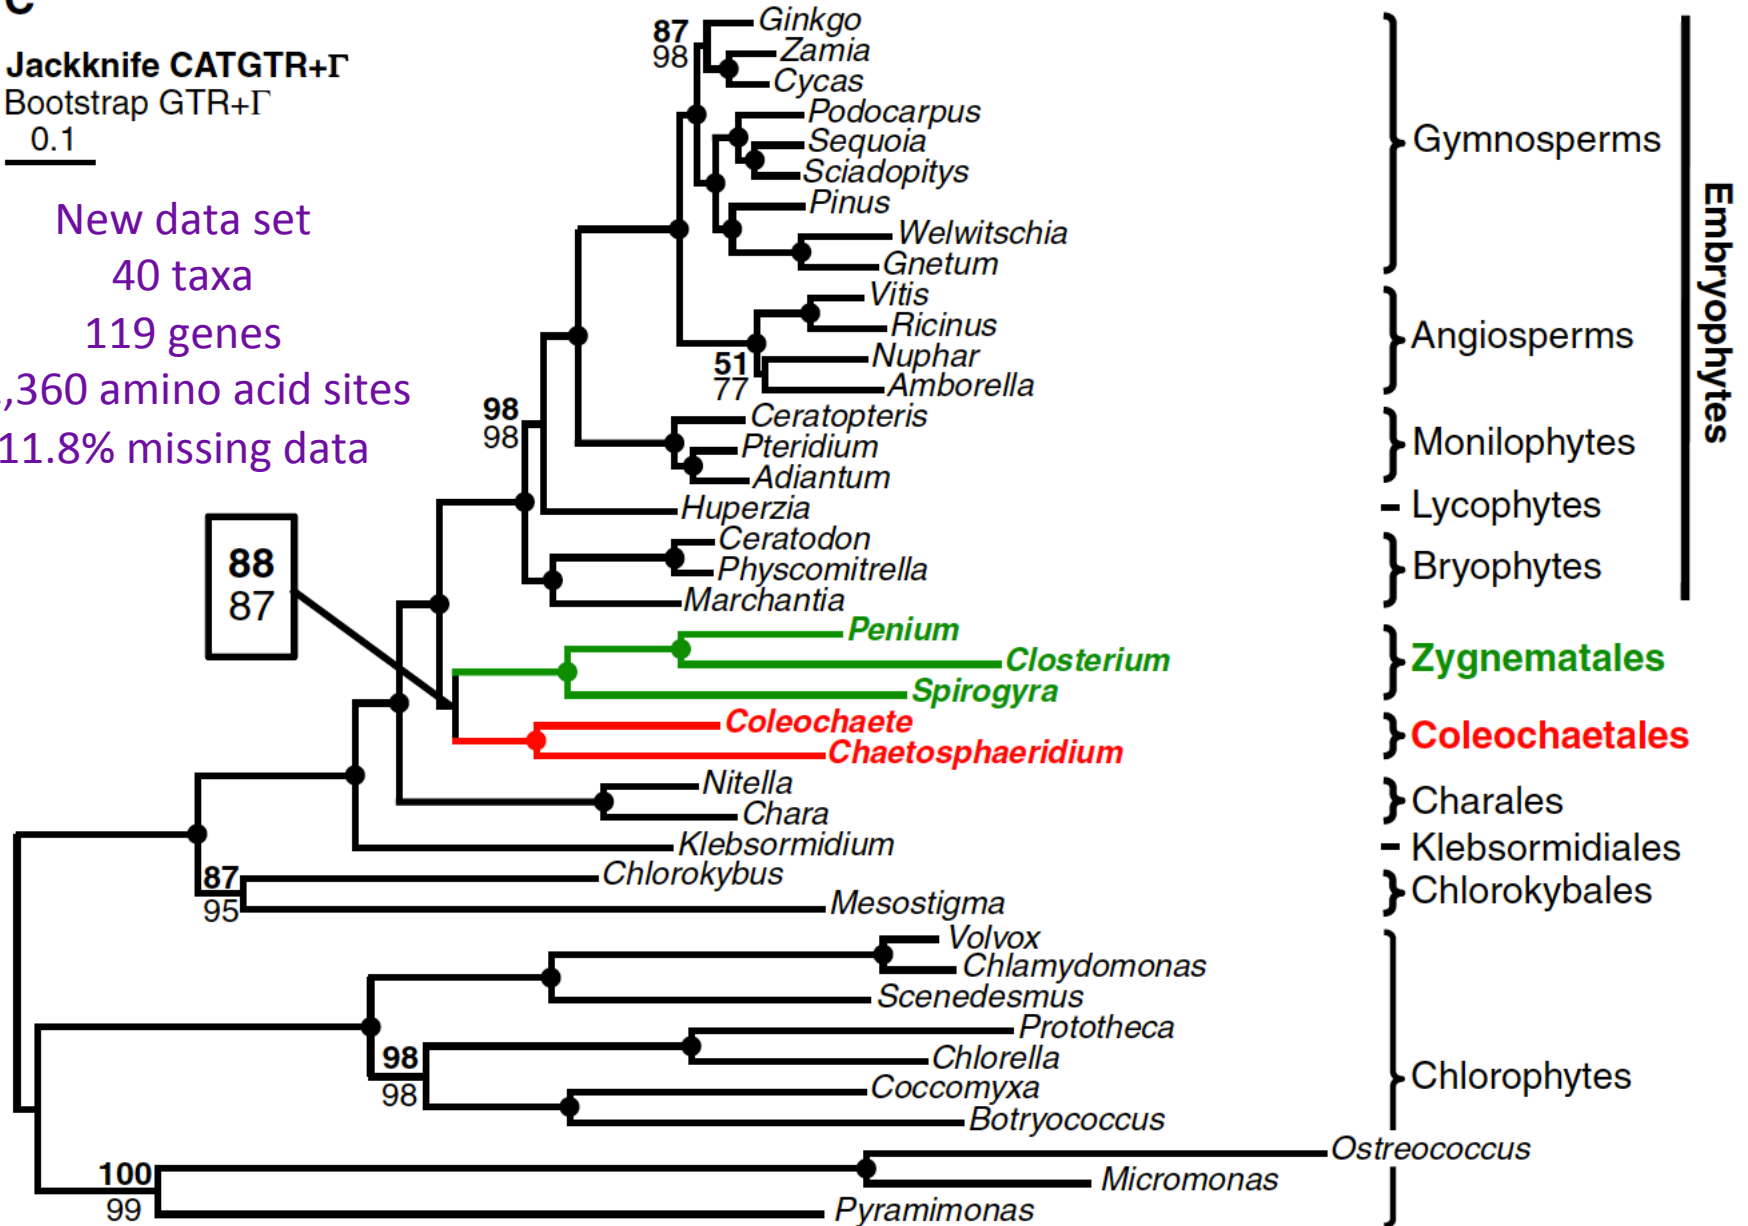 C
Jackknife CATGTR+Γ
Bootstrap GTR+Γ
0.1
New data set
40 taxa
119 genes
,360 amino acid sites
11.8% missing data
87
98
Ginkgo
Zamia
Cycas
Podocarpus
Sequoia
Sciadopitys
Pinus
Welwitschia
Gnetum
Gymnosperms
Vitis
Ricinus
Nuphar
Amborella
51
77
Angiosperms
Embryophytes
98
98
Ceratopteris
Pteridium
Adiantum
Monilophytes
Huperzia
Lycophytes
Ceratodon
Physcomitrella
Marchantia
Bryophytes
88
87
Penium
Closterium
Spirogyra
Zygnematales
Coleochaete
Chaetosphaeridium
Coleochaetales
Nitella
Chara
Charales
Klebsormidium
Klebsormidiales
87
95
Chlorokybus
Mesostigma
Chlorokybales
Volvox
Chlamydomonas
Scenedesmus
Prototheca
Chlorella
98
98
Coccomyxa
Botryococcus
Chlorophytes
Ostreococcus
Micromonas
100
99
Pyramimonas